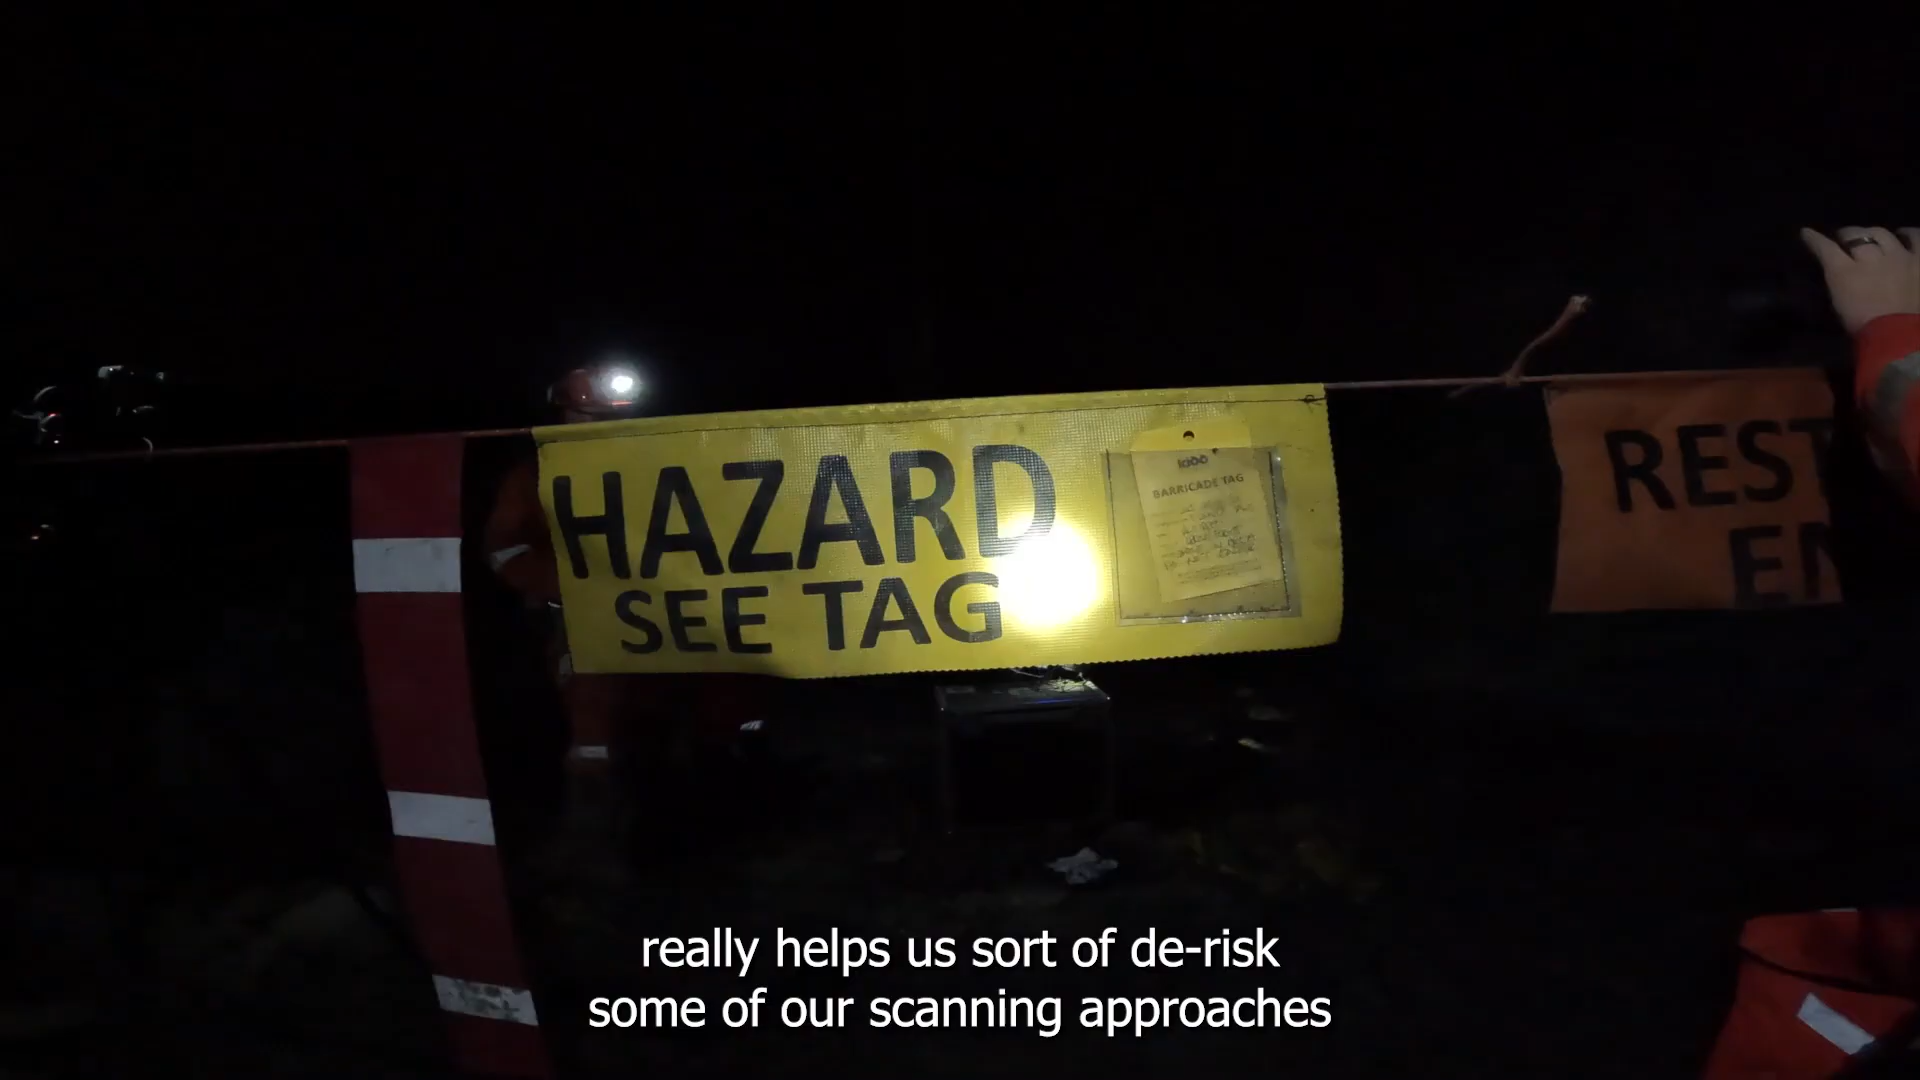 HAZARD
SEE TAG
BARRICADE TAG
REST
EN
really helps us sort of de-risk
some of our scanning approaches